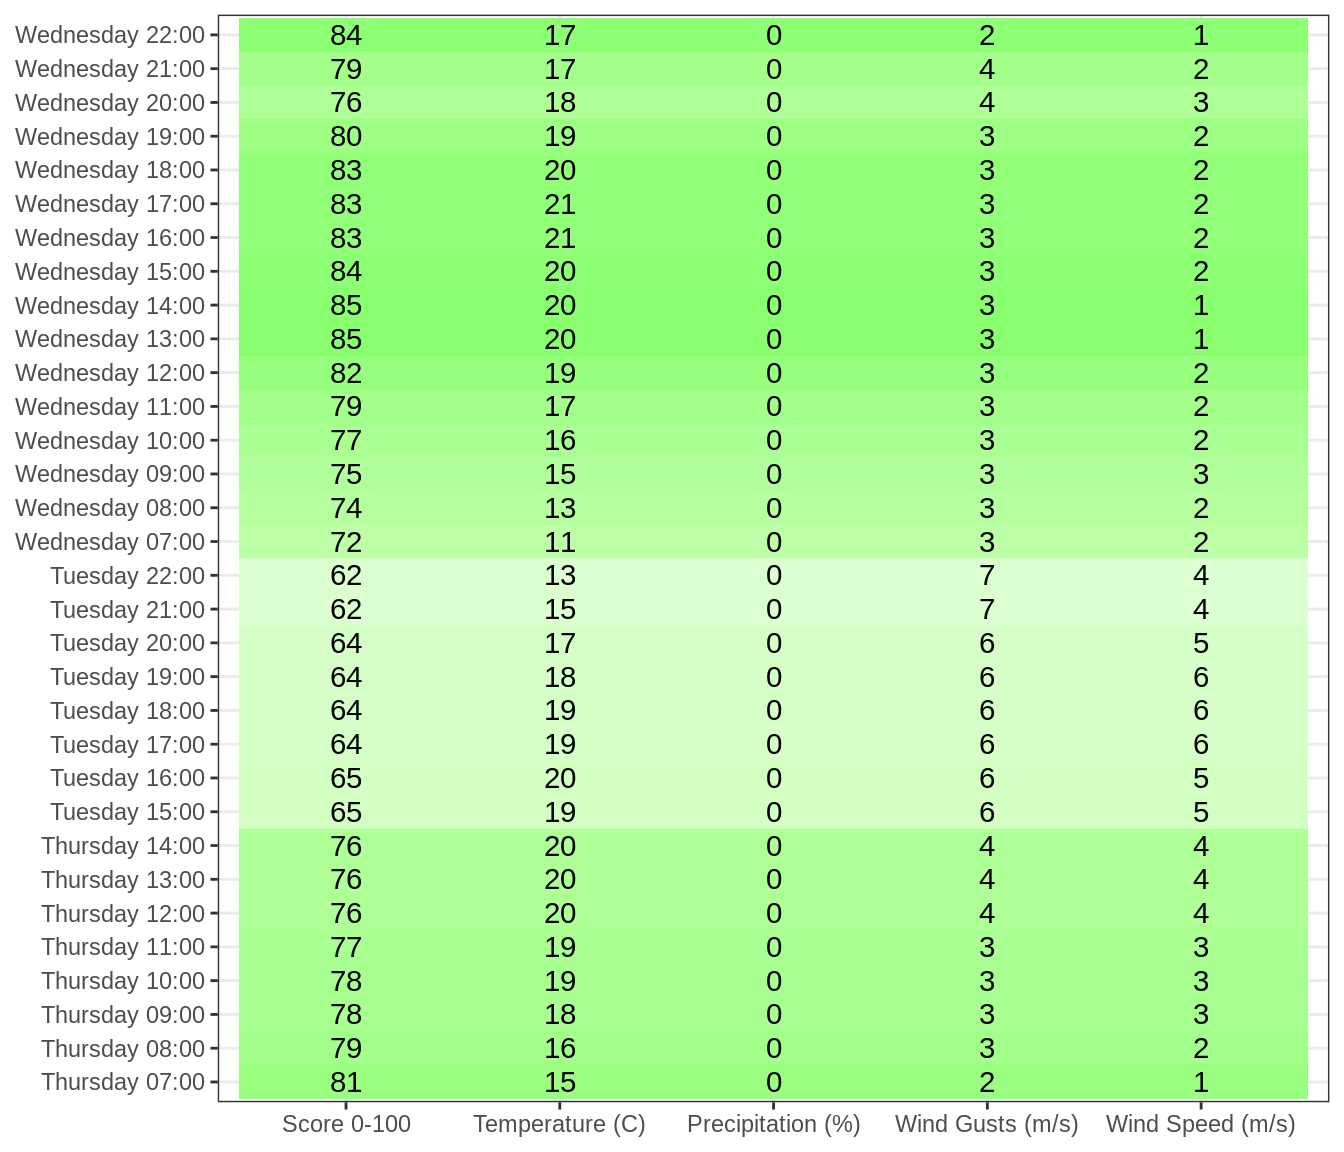 Wednesday 22:00 84 17 0 2 1
Wednesday 21:00 79 17 0 4 2
Wednesday 20:00 76 18 0 4 3
Wednesday 19:00 80 19 0 3 2
Wednesday 18:00 83 20 0 3 2
Wednesday 17:00 83 21 0 3 2
Wednesday 16:00 83 21 0 3 2
Wednesday 15:00 84 20 0 3 2
Wednesday 14:00 85 20 0 3 1
Wednesday 13:00 85 20 0 3 1
Wednesday 12:00 82 19 0 3 2
Wednesday 11:00 79 17 0 3 2
Wednesday 10:00 77 16 0 3 2
Wednesday 09:00 75 15 0 3 3
Wednesday 08:00 74 13 0 3 2
Wednesday 07:00 72 11 0 3 2
Tuesday 22:00 62 13 0 7 4
Tuesday 21:00 62 15 0 7 4
Tuesday 20:00 64 17 0 6 5
Tuesday 19:00 64 18 0 6 6
Tuesday 18:00 64 19 0 6 6
Tuesday 17:00 64 19 0 6 6
Tuesday 16:00 65 20 0 6 5
Tuesday 15:00 65 19 0 6 5
Thursday 14:00 76 20 0 4 4
Thursday 13:00 76 20 0 4 4
Thursday 12:00 76 20 0 4 4
Thursday 11:00 77 19 0 3 3
Thursday 10:00 78 19 0 3 3
Thursday 09:00 78 18 0 3 3
Thursday 08:00 79 16 0 3 2
Thursday 07:00 81 15 0 2 1
Score 0-100 Temperature (C) Precipitation (%) Wind Gusts (m/s) Wind Speed (m/s)